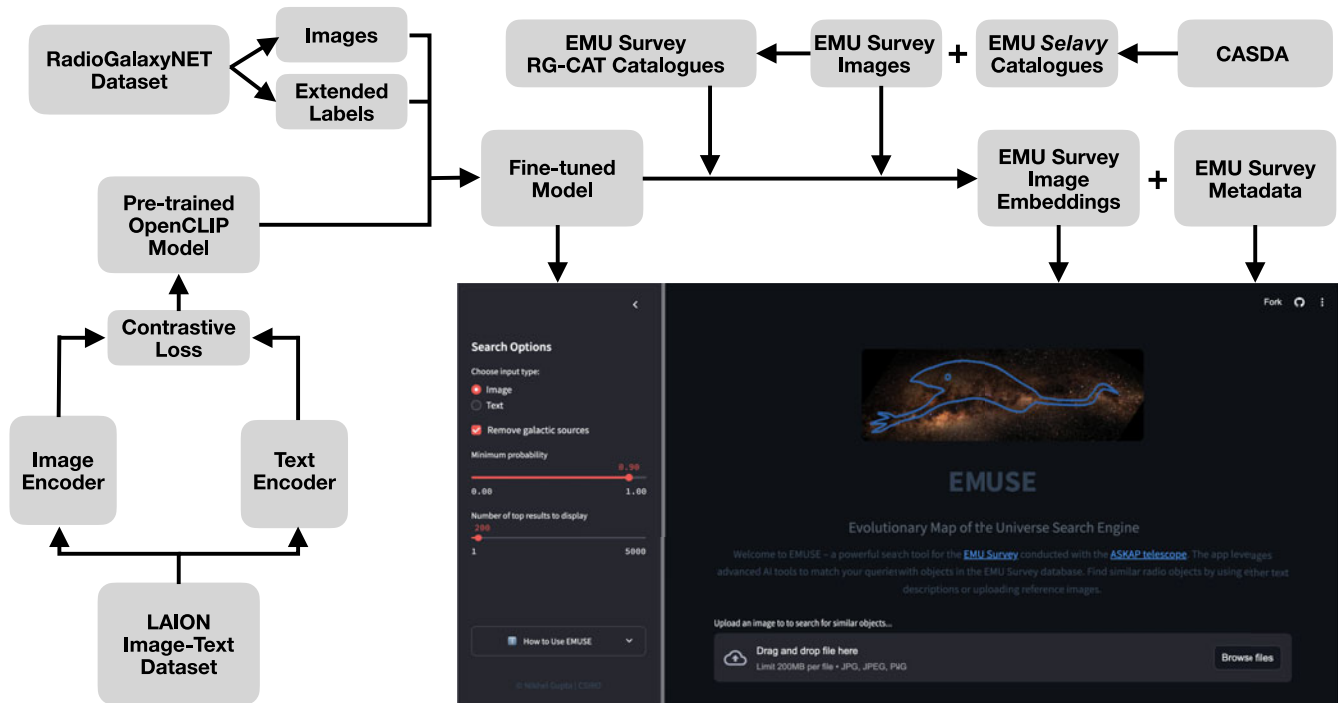 RadioGalaxyNET
Dataset
Images
Extended
Labels
EMU Survey
RG-CAT Catalogues
EMU Survey
Images
+
EMU Selavy
Catalogues
CASDA
Fine-tuned
Model
EMU Survey
Image
Embeddings
+
EMU Survey
Metadata
Pre-trained
OpenCLIP
Model
Contrastive
Loss
Image
Encoder
Text
Encoder
LAION
Image-Text
Dataset
Search Options
Choose input type:
Image
Text
Remove galactic sources
Minimum probability
0.90
0.00 1.00
Number of top results to display
200
1 5000
How to Use EMUSE
© Nikhel Gupta | CSIRO
Fork
EMUSE
Evolutionary Map of the Universe Search Engine
Welcome to EMUSE – a powerful search tool for the EMU Survey conducted with the ASKAP telescope. The app leverages
advanced AI tools to match your queries with objects in the EMU Survey database. Find similar radio objects by using either text
descriptions or uploading reference images.
Upload an image to to search for similar objects...
Drag and drop file here
Limit 200MB per file • JPG, JPEG, PNG
Browse files